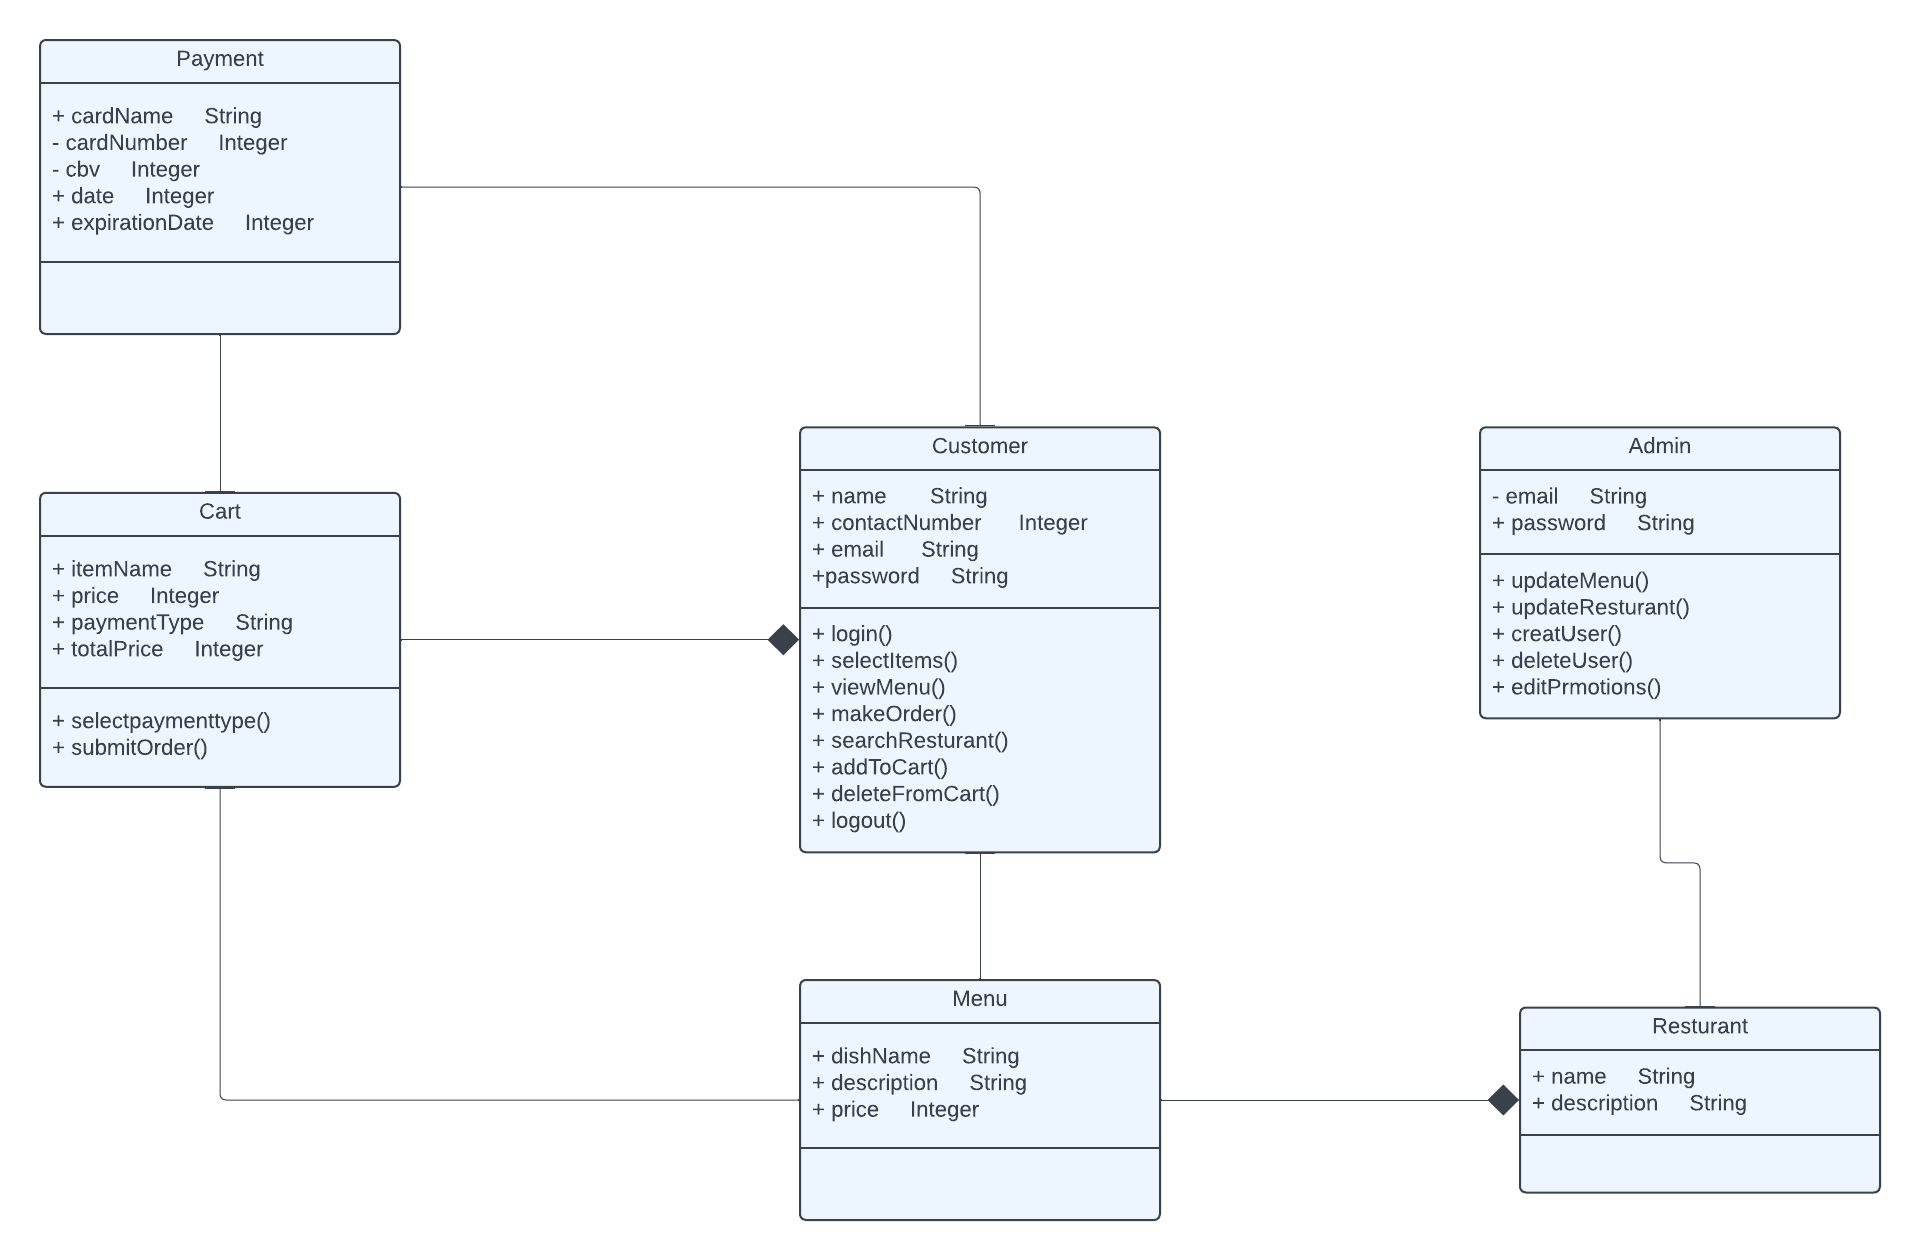 Payment
+ cardName String
- cardNumber Integer
- cbv Integer
+ date Integer
+ expirationDate Integer
Customer
+ name String
+ contactNumber Integer
+ email String
+password String
+ login()
+ selectItems()
+ viewMenu()
+ makeOrder()
+ searchResturant()
+ addToCart()
+ deleteFromCart()
+ logout()
Admin
- email String
+ password String
+ updateMenu()
+ updateResturant()
+ creatUser()
+ deleteUser()
+ editPrmotions()
Cart
+ itemName String
+ price Integer
+ paymentType String
+ totalPrice Integer
+ selectpaymenttype()
+ submitOrder()
Menu
+ dishName String
+ description String
+ price Integer
Resturant
+ name String
+ description String